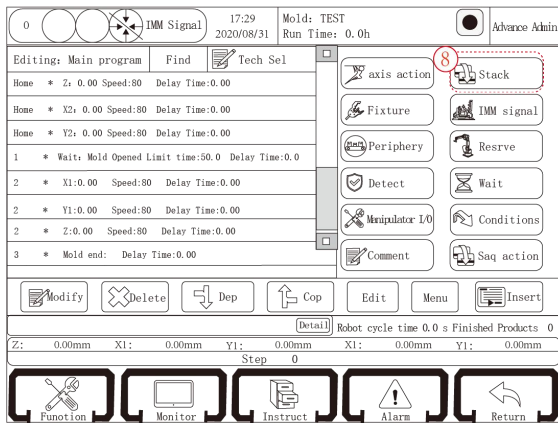 0 IMM Signal 17:29 2020/08/31 Mold: TEST Run Time: 0.0h Advance Admin
Editing: Main program Find Tech Sel
Home * Z: 0.00 Speed:80 Delay Time:0.00
Home * X2: 0.00 Speed:80 Delay Time:0.00
Home * Y2: 0.00 Speed:80 Delay Time:0.00
1 * Wait: Mold Opened Limit time:50.0 Delay Time:0.0
2 * X1:0.00 Speed:80 Delay Time:0.00
2 * Y1:0.00 Speed:80 Delay Time:0.00
2 * Z:0.00 Speed:80 Delay Time:0.00
3 * Mold end: Delay Time:0.00
8
axis action Stack
Fixture IMM signal
Periphery Resrve
Detect Wait
Manipulator I/O Conditions
Comment Saq action
Modify Delete Dep Cop Edit Menu Insert
Detail Robot cycle time 0.0 s Finished Products 0
Z: 0.00mm X1: 0.00mm Y1: 0.00mm X1: 0.00mm Y1: 0.00mm
Step 0
Funotion Monitor Instruct Alarm Return